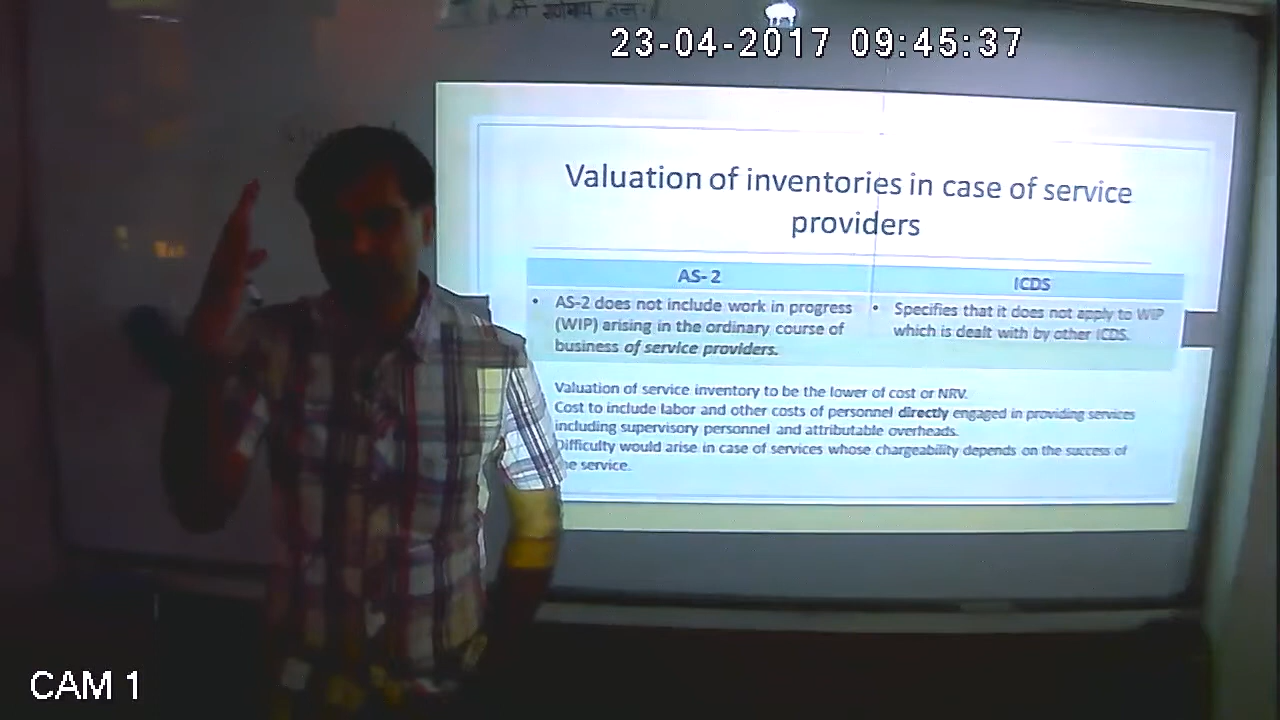 श्री गणेशाय नमः
23-04-2017 09:45:37
Valuation of inventories in case of service
providers
AS-2
ICDS
• AS-2 does not include work in progress
(WIP) arising in the ordinary course of
business of service providers.
• Specifies that it does not apply to WIP
which is dealt with by other ICDS.
Valuation of service inventory to be the lower of cost or NRV.
Cost to include labor and other costs of personnel directly engaged in providing services
including supervisory personnel and attributable overheads.
Difficulty would arise in case of services whose chargeability depends on the success of
the service.
CAM 1